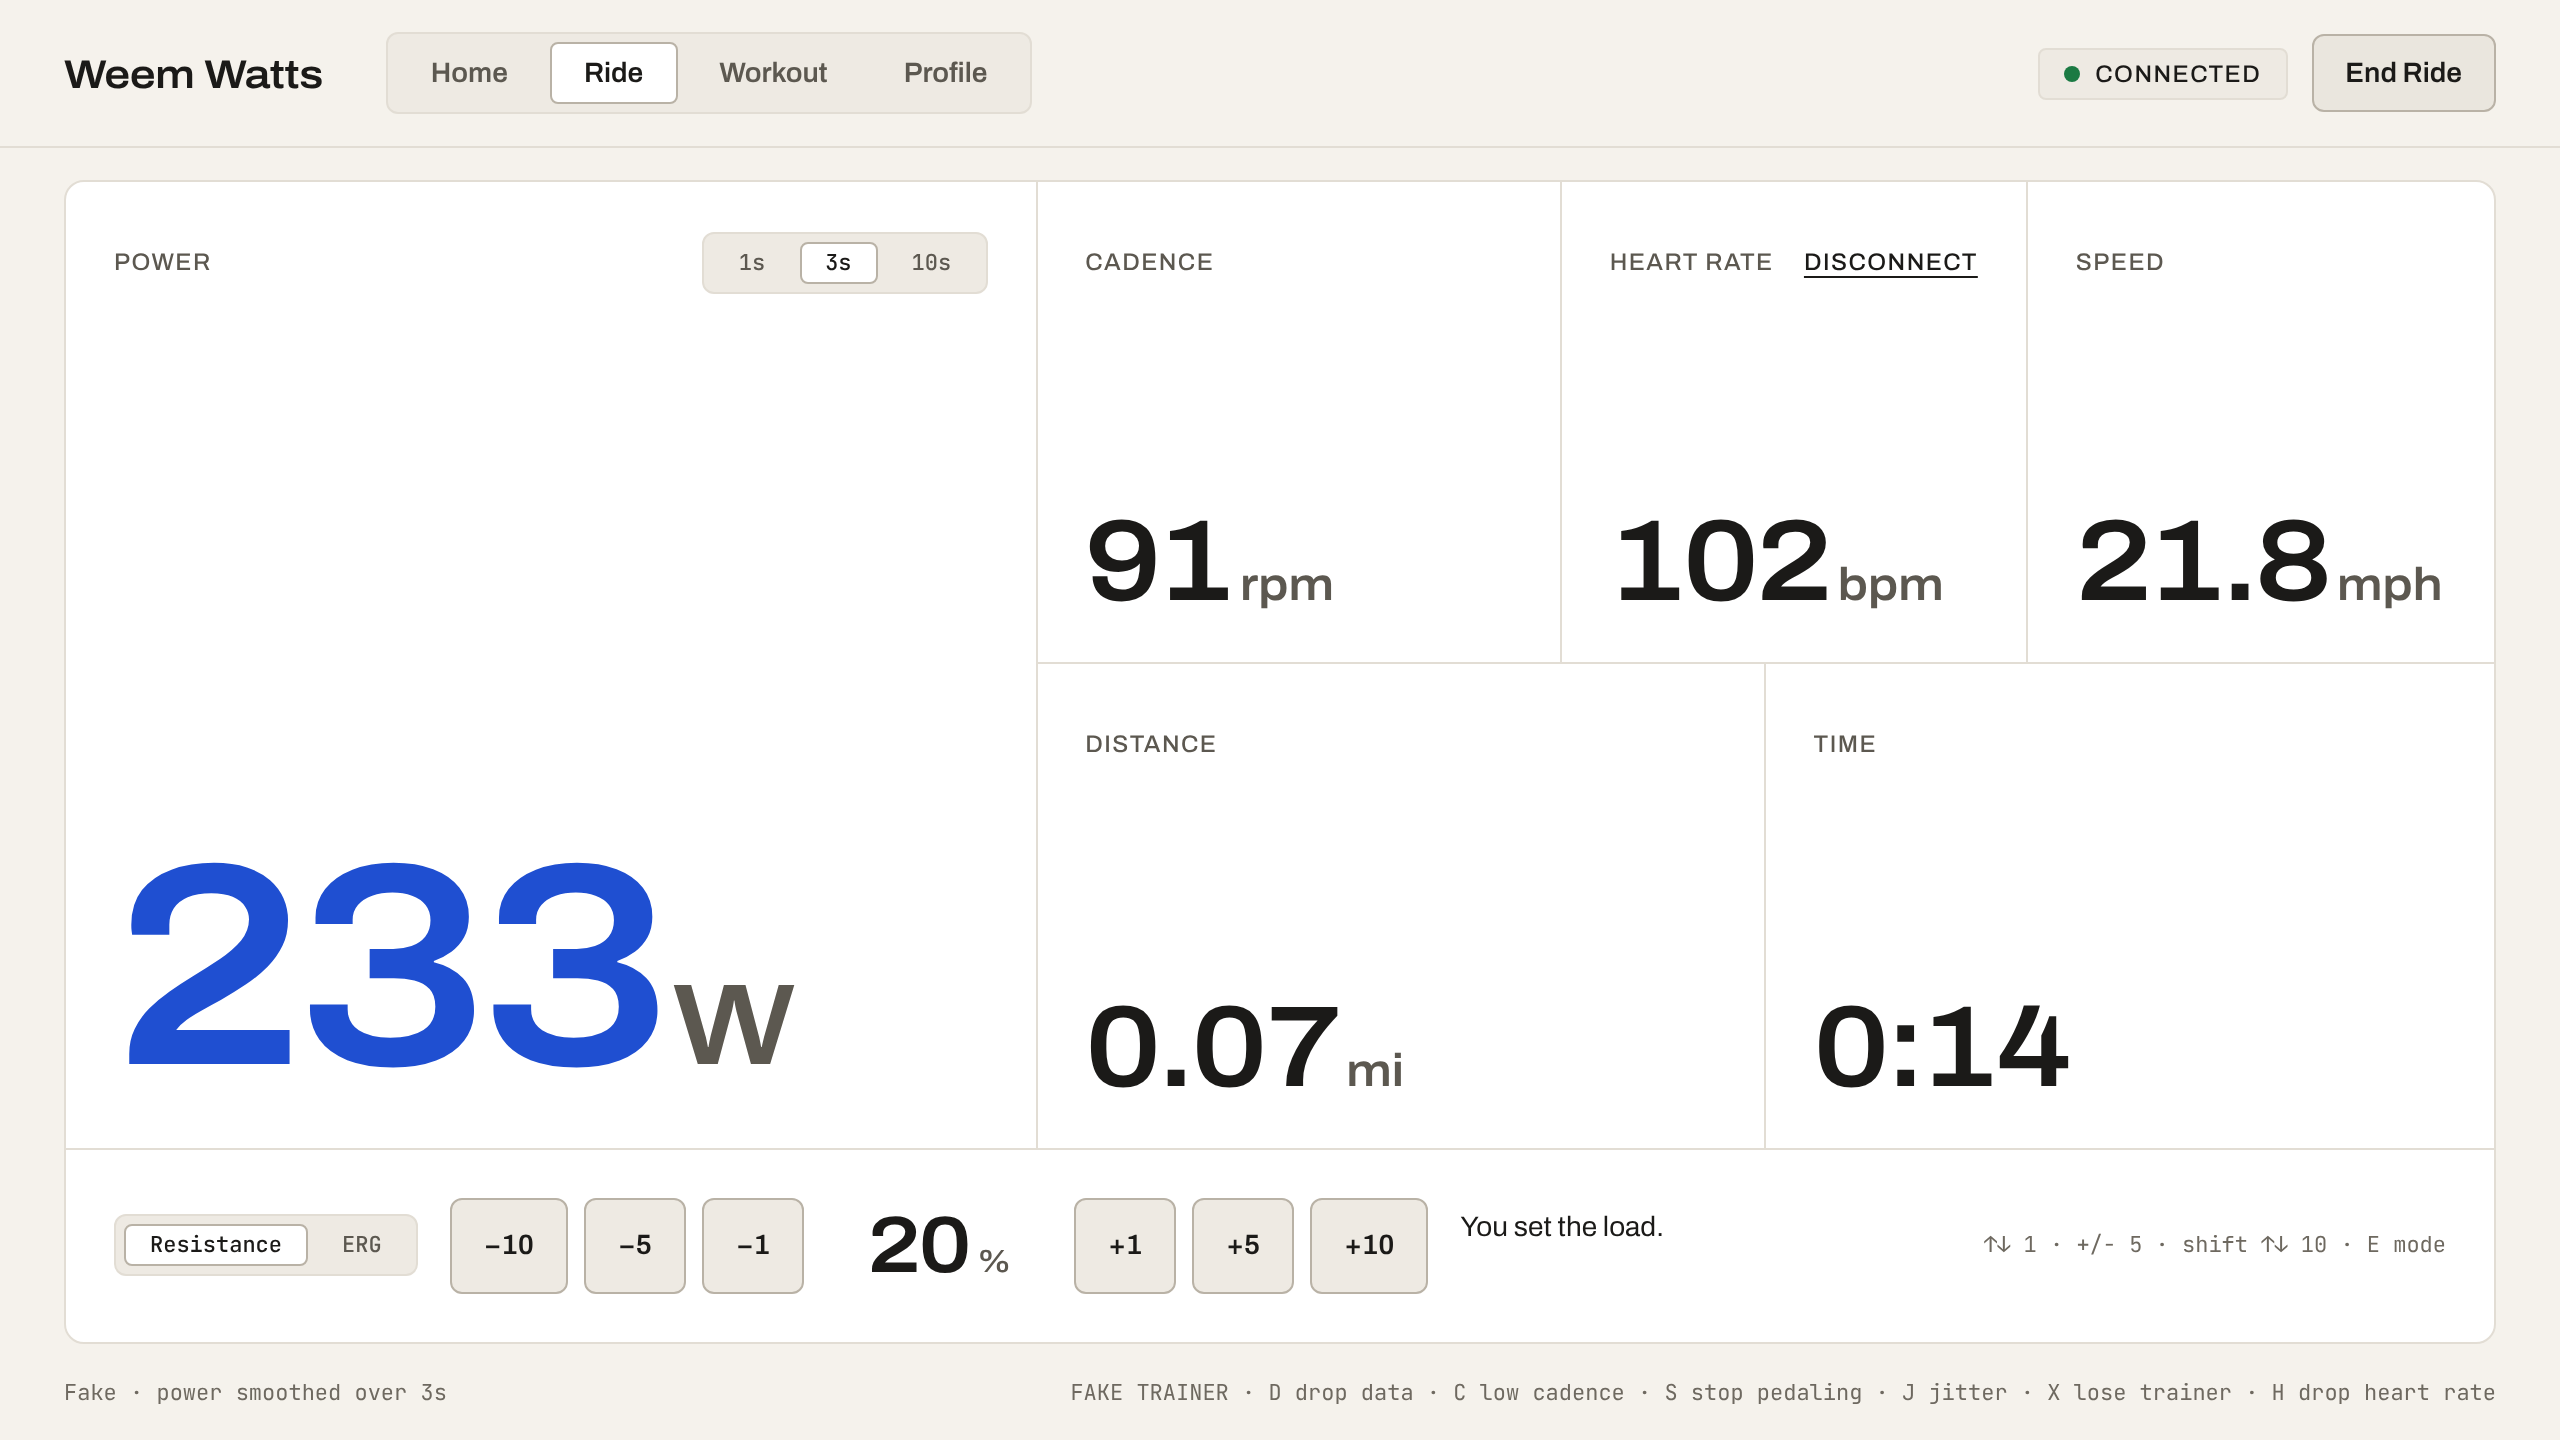 Weem Watts
Home Ride Workout Profile
CONNECTED
End Ride
POWER
1s 3s 10s
233 W
CADENCE
91 rpm
HEART RATE DISCONNECT
102 bpm
SPEED
21.8 mph
DISTANCE
0.07 mi
TIME
0:14
Resistance ERG
−10 −5 −1 20 % +1 +5 +10
You set the load.
↑↓ 1 · +/- 5 · shift ↑↓ 10 · E mode
Fake · power smoothed over 3s
FAKE TRAINER · D drop data · C low cadence · S stop pedaling · J jitter · X lose trainer · H drop heart rate